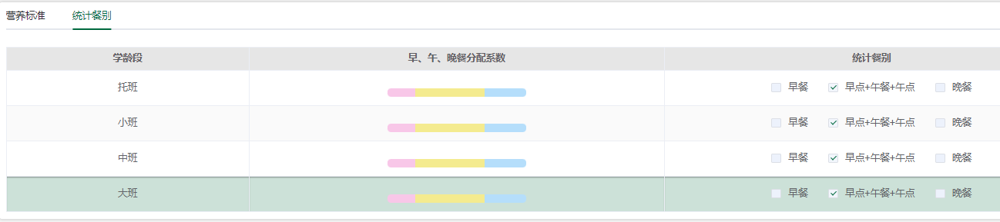 营养标准 统计餐别
学龄段 早、午、晚餐分配系数 统计餐别
托班 早餐 早点+午餐+午点 晚餐
小班 早餐 早点+午餐+午点 晚餐
中班 早餐 早点+午餐+午点 晚餐
大班 早餐 早点+午餐+午点 晚餐